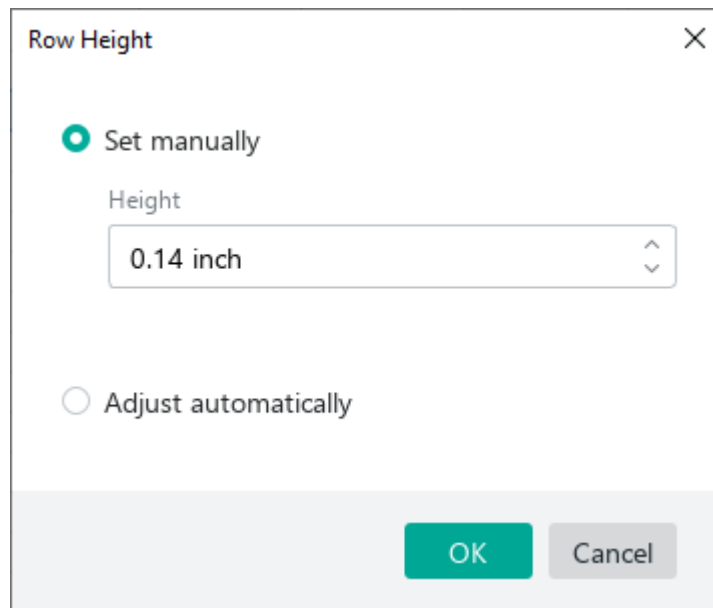 Row Height
Set manually
Height
0.14 inch
Adjust automatically
OK
Cancel